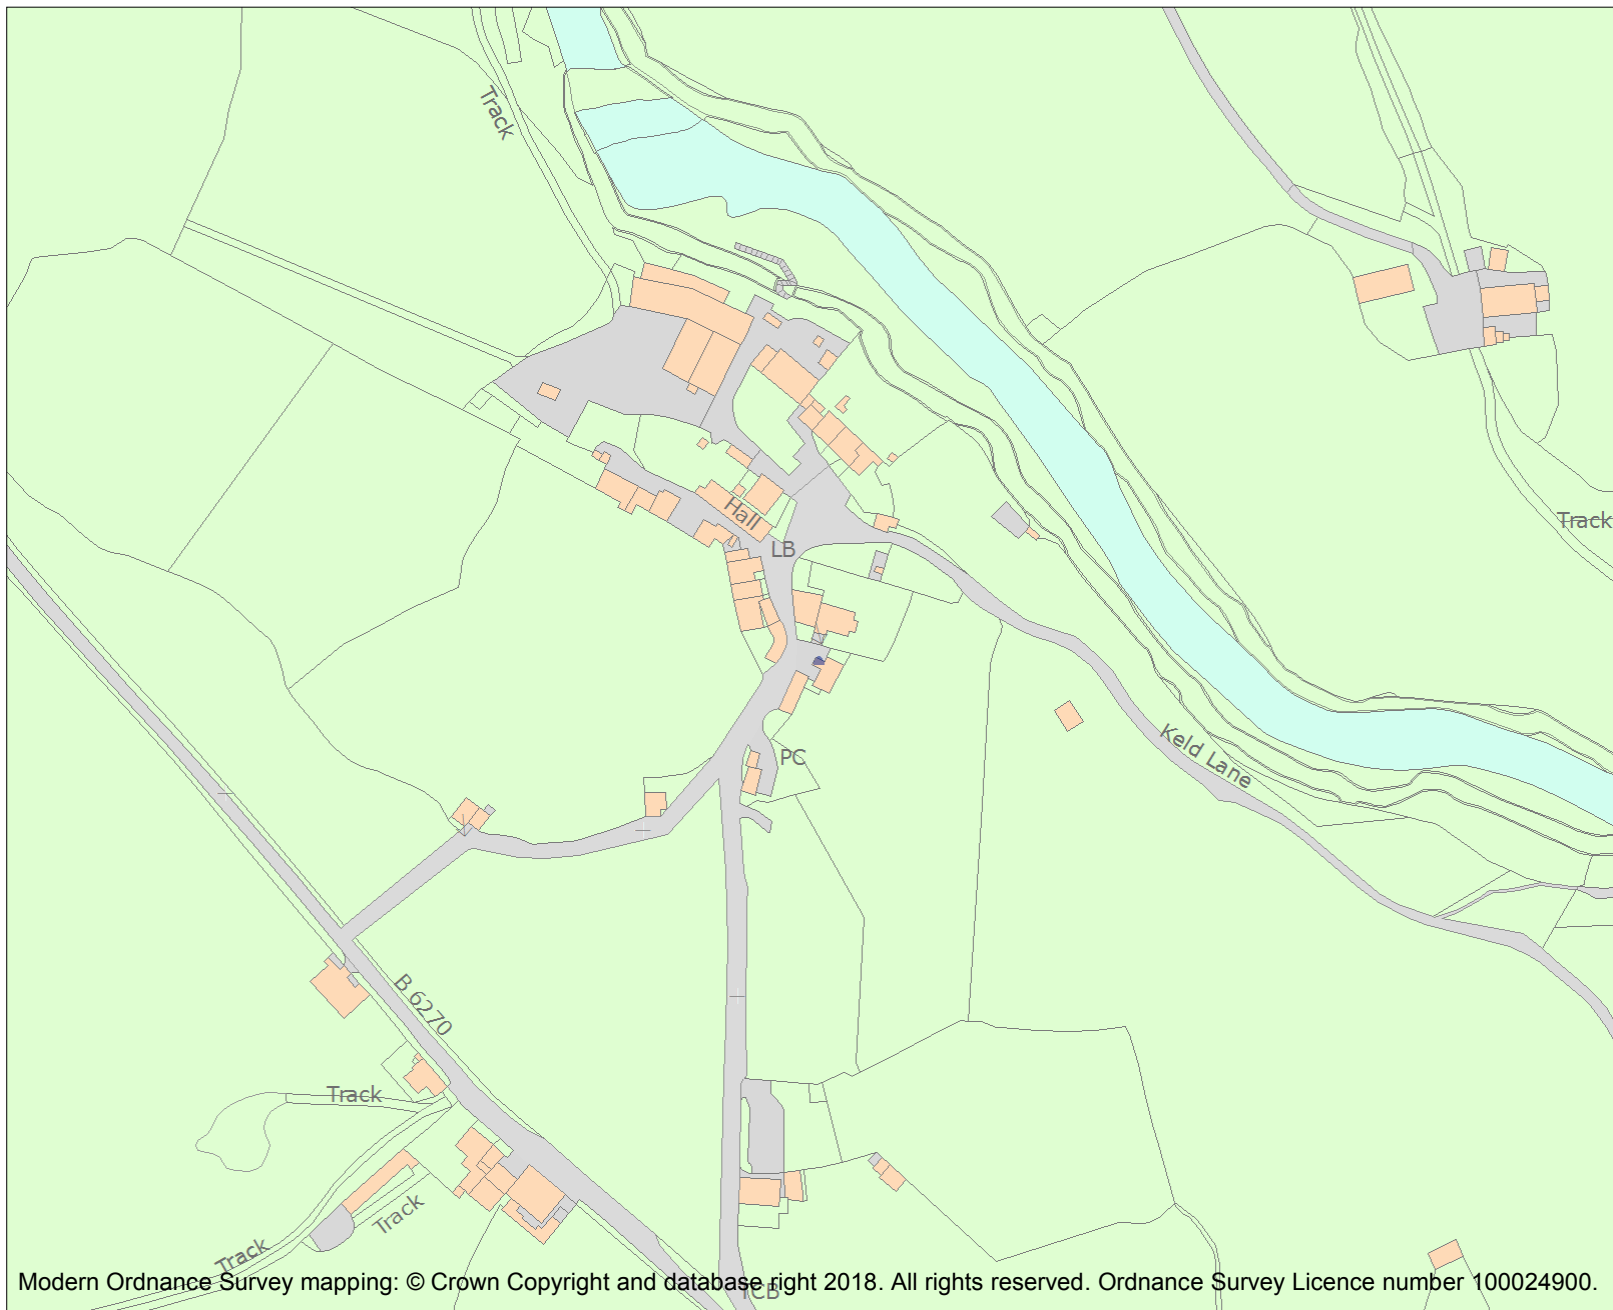 Track
Track
Hall
LB
Keld Lane
PC
B 6270
Track
Track
Track
TCB
Modern Ordnance Survey mapping: © Crown Copyright and database right 2018. All rights reserved. Ordnance Survey Licence number 100024900.